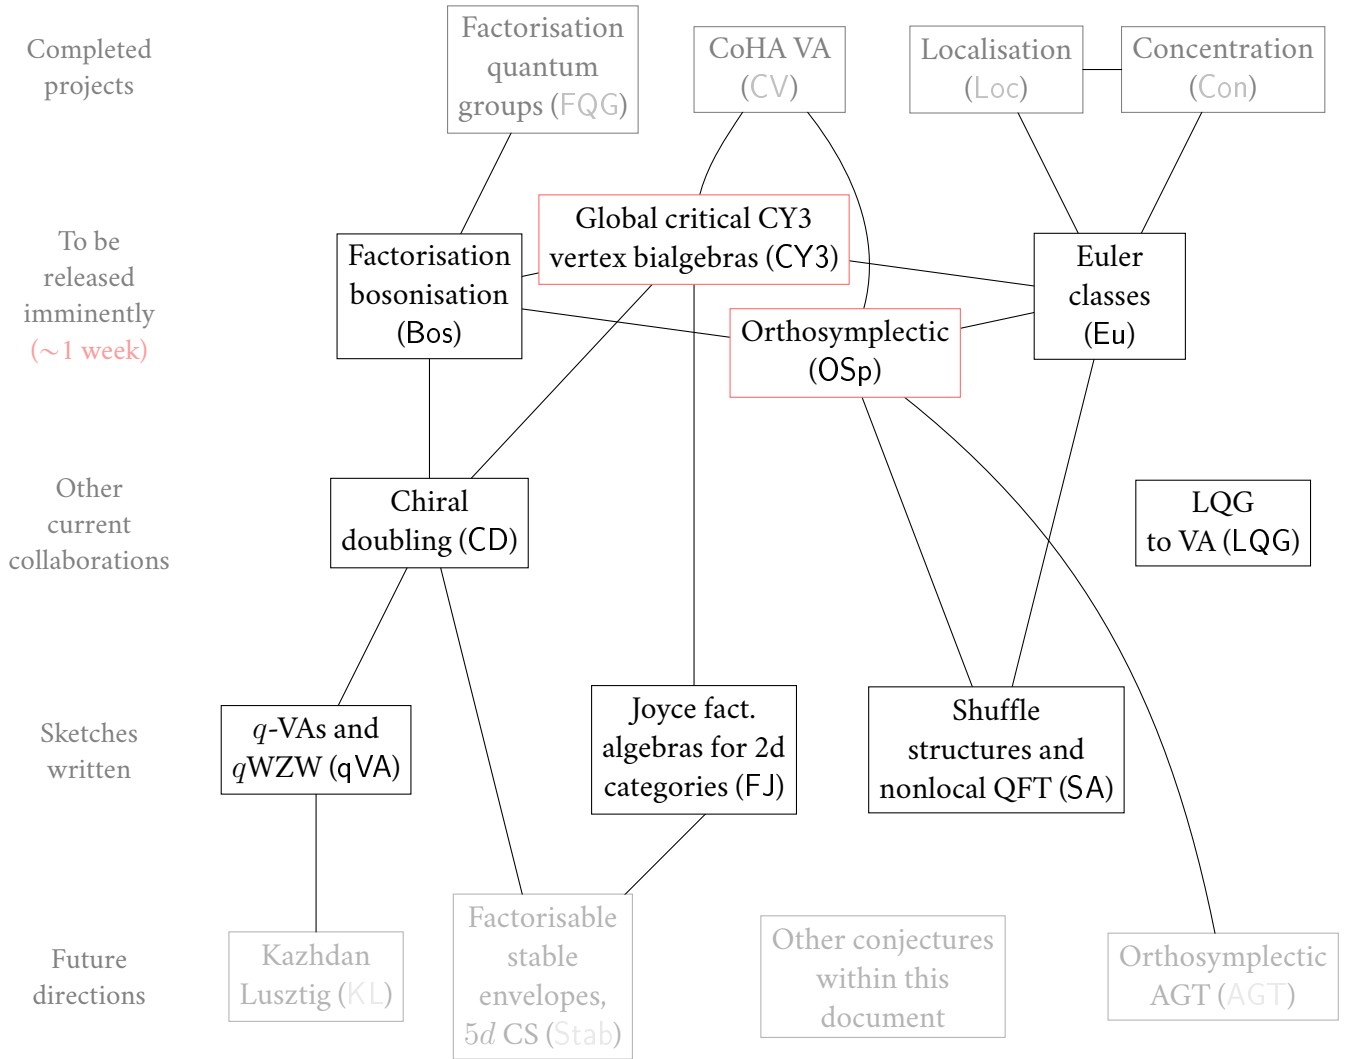 Completed
projects
Factorisation
quantum
groups (FQG)
CoHA VA
(CV)
Localisation
(Loc)
Concentration
(Con)
To be
released
imminently
(~1 week)
Factorisation
bosonisation
(Bos)
Global critical CY3
vertex bialgebras (CY3)
Orthosymplectic
(OSp)
Euler
classes
(Eu)
Other
current
collaborations
Chiral
doubling (CD)
LQG
to VA (LQG)
Sketches
written
q-VAs and
qWZW (qVA)
Joyce fact.
algebras for 2d
categories (FJ)
Shuffle
structures and
nonlocal QFT (SA)
Future
directions
Kazhdan
Lusztig (KL)
Factorisable
stable
envelopes,
5d CS (Stab)
Other conjectures
within this
document
Orthosymplectic
AGT (AGT)